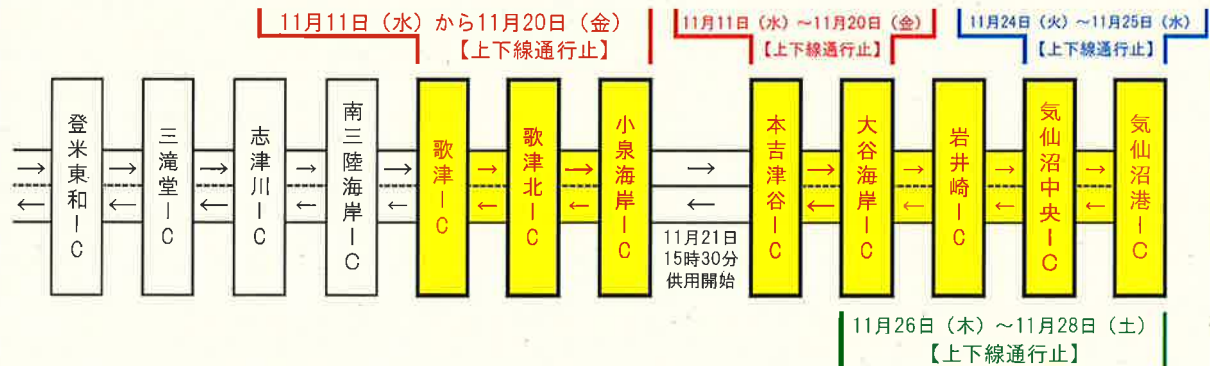 11月11日（水）から11月20日（金）
【上下線通行止】
11月11日（水）～11月20日（金）
【上下線通行止】
11月24日（火）～11月25日（水）
【上下線通行止】
登米東和IC
三滝堂IC
志津川IC
南三陸海岸IC
歌津IC
歌津北IC
小泉海岸IC
本吉津谷IC
大谷海岸IC
岩井崎IC
気仙沼中央IC
気仙沼港IC
→ → → → → → → → → → →
← ← ← ← ← ← ← ← ← ← ←
11月21日
15時30分
供用開始
11月26日（木）～11月28日（土）
【上下線通行止】